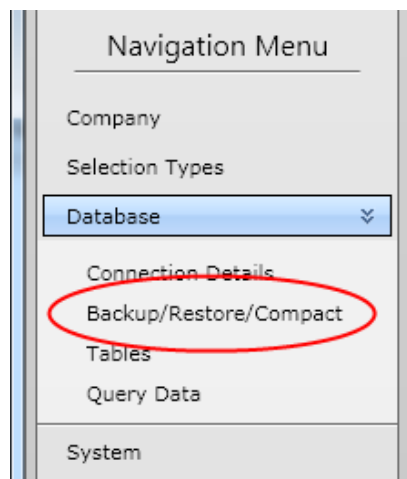 Navigation Menu
Company
Selection Types
Database
Connection Details
Backup/Restore/Compact
Tables
Query Data
System